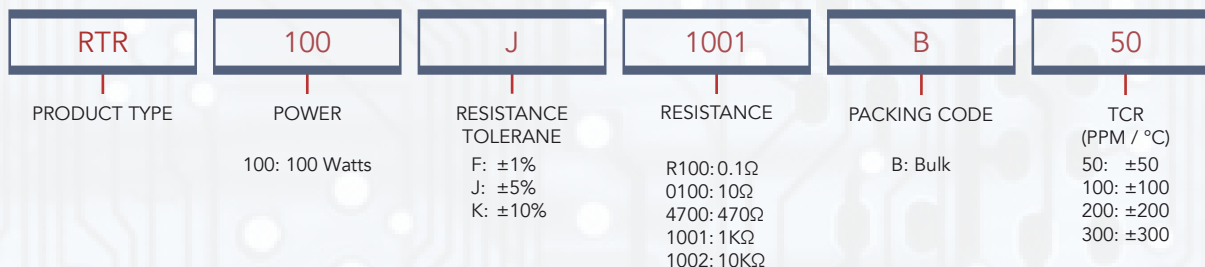 RTR 100 J 1001 B 50
PRODUCT TYPE
POWER
100: 100 Watts
RESISTANCE
TOLERANE
F: ±1%
J: ±5%
K: ±10%
RESISTANCE
R100: 0.1Ω
0100: 10Ω
4700: 470Ω
1001: 1KΩ
1002: 10KΩ
PACKING CODE
B: Bulk
TCR
(PPM / °C)
50: ±50
100: ±100
200: ±200
300: ±300